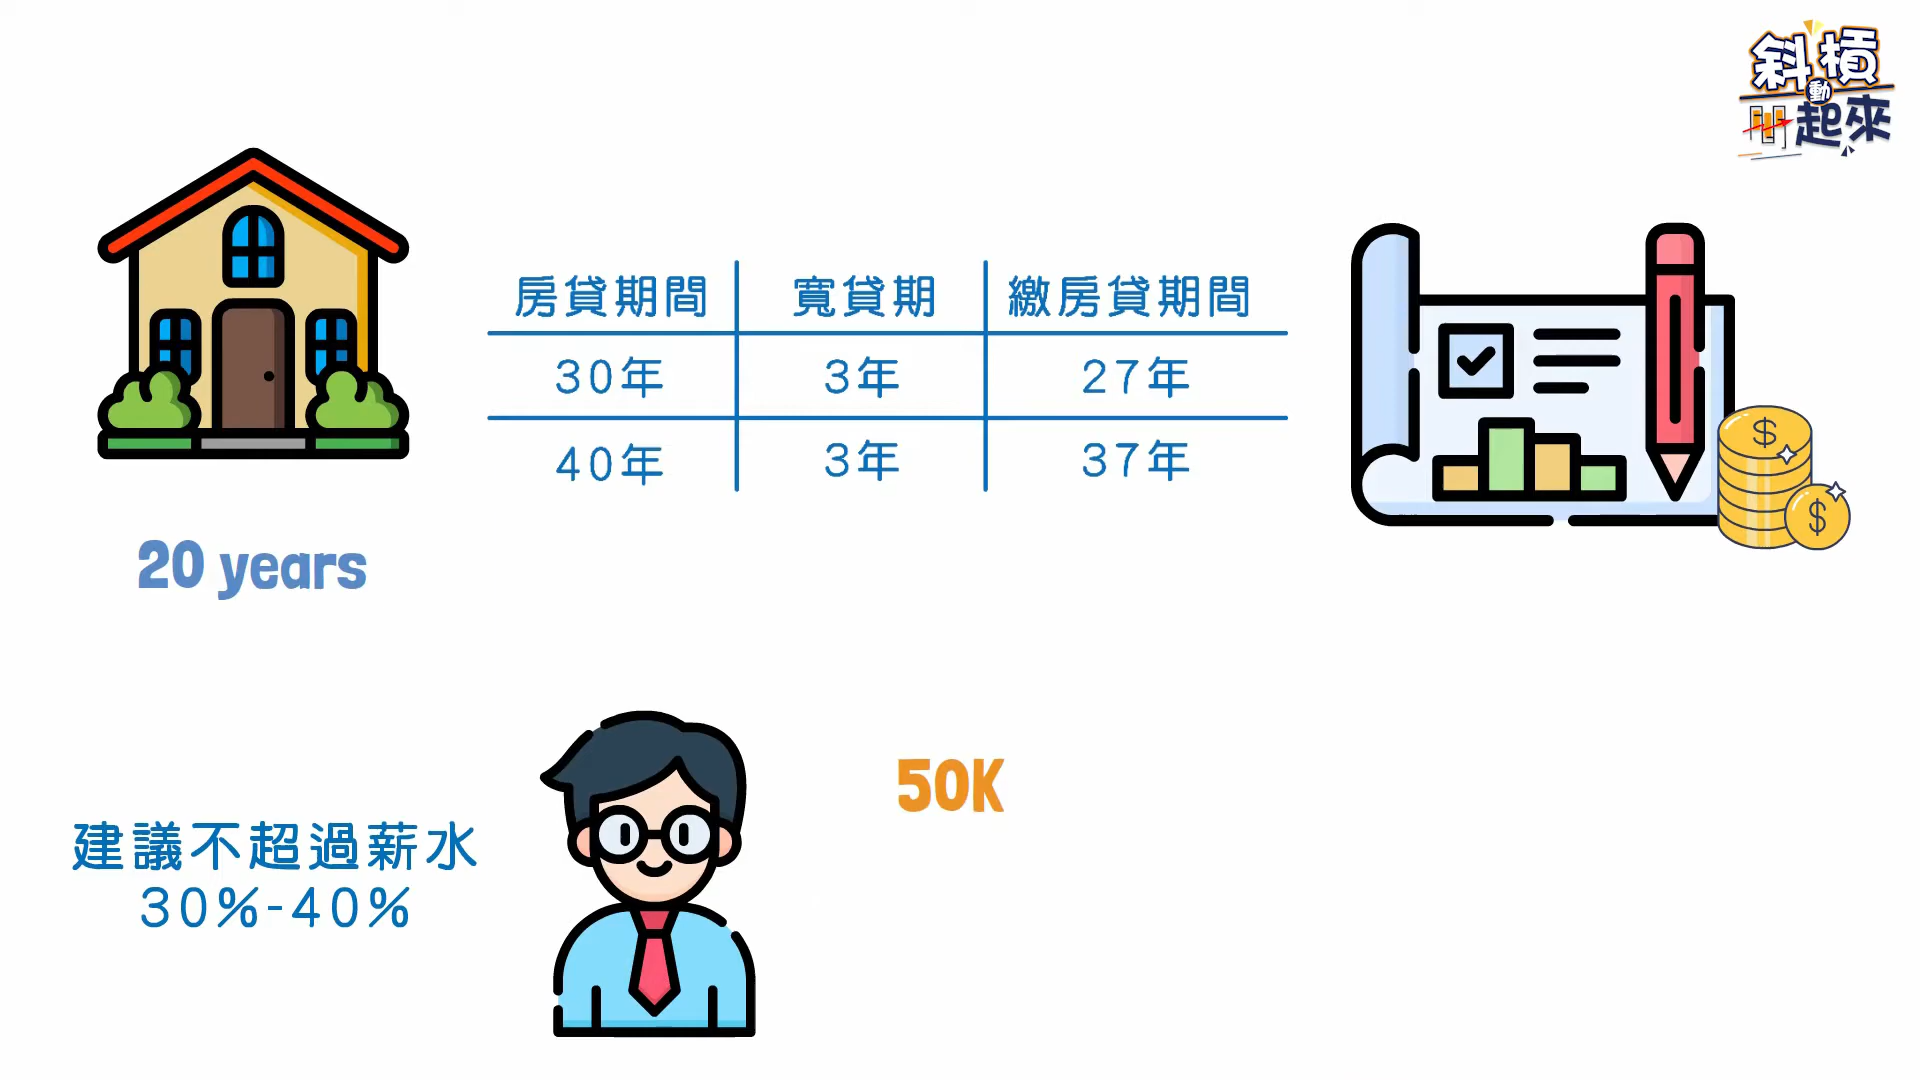 斜槓
動
起來
房貸期間 寬貸期 繳房貸期間
30年 3年 27年
40年 3年 37年
20 years
50K
建議不超過薪水
30%-40%